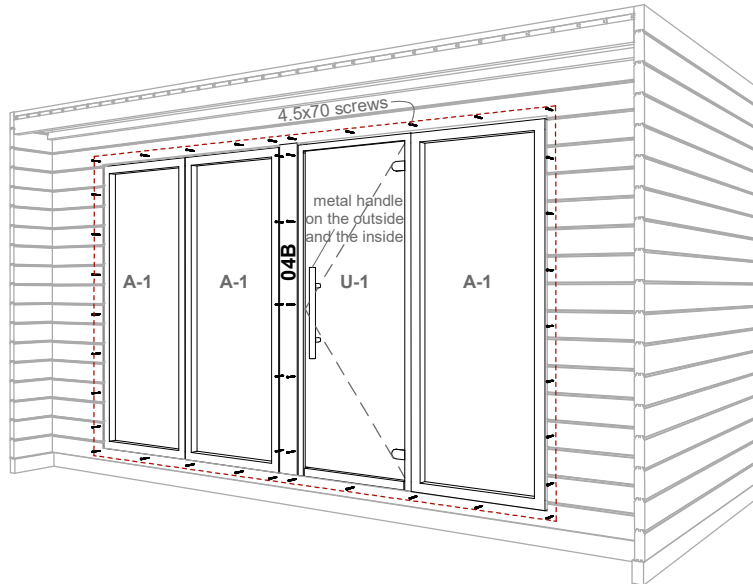 4.5x70 screws
metal handle
on the outside
and the inside
A-1
A-1
04B
U-1
A-1